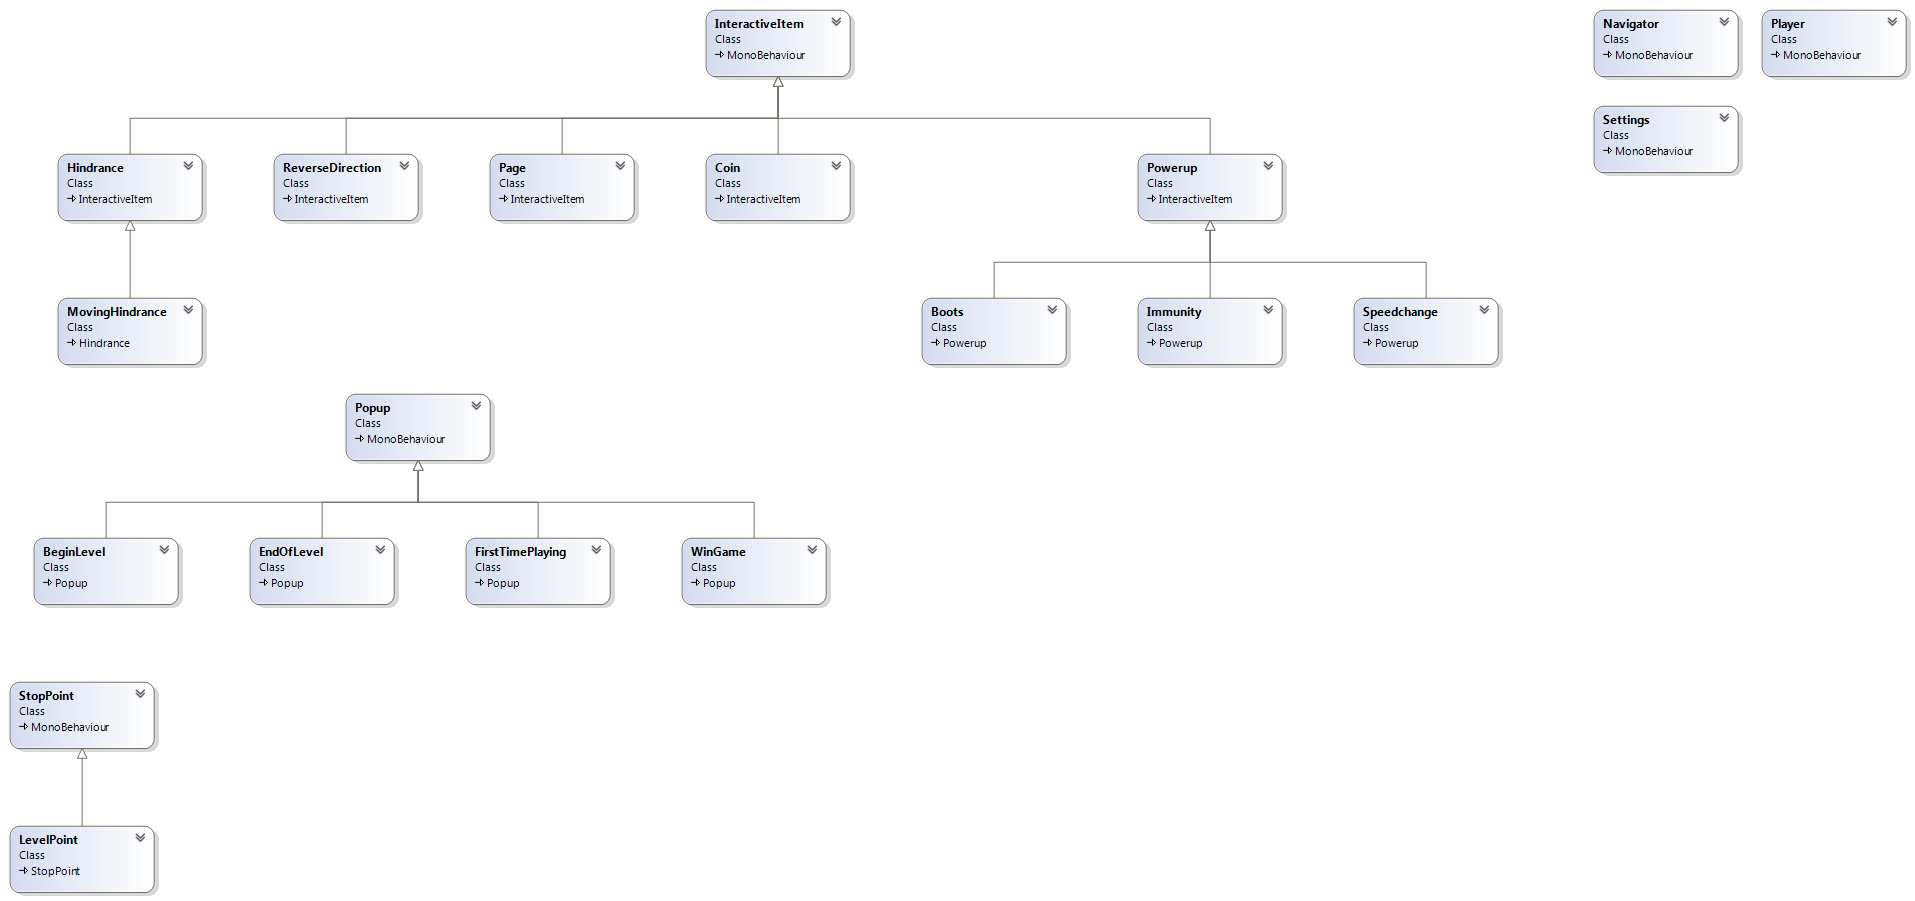 InteractiveItem
Class
MonoBehaviour
Navigator
Class
MonoBehaviour
Player
Class
MonoBehaviour
Settings
Class
MonoBehaviour
Hindrance
Class
InteractiveItem
ReverseDirection
Class
InteractiveItem
Page
Class
InteractiveItem
Coin
Class
InteractiveItem
Powerup
Class
InteractiveItem
MovingHindrance
Class
Hindrance
Boots
Class
Powerup
Immunity
Class
Powerup
Speedchange
Class
Powerup
Popup
Class
MonoBehaviour
BeginLevel
Class
Popup
EndOfLevel
Class
Popup
FirstTimePlaying
Class
Popup
WinGame
Class
Popup
StopPoint
Class
MonoBehaviour
LevelPoint
Class
StopPoint